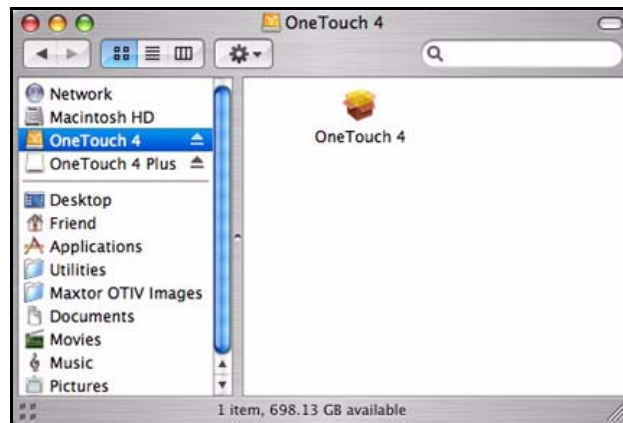 OneTouch 4
Network
Macintosh HD
OneTouch 4
OneTouch 4 Plus
Desktop
Friend
Applications
Utilities
Maxtor OTIV Images
Documents
Movies
Music
Pictures
OneTouch 4
1 item, 698.13 GB available